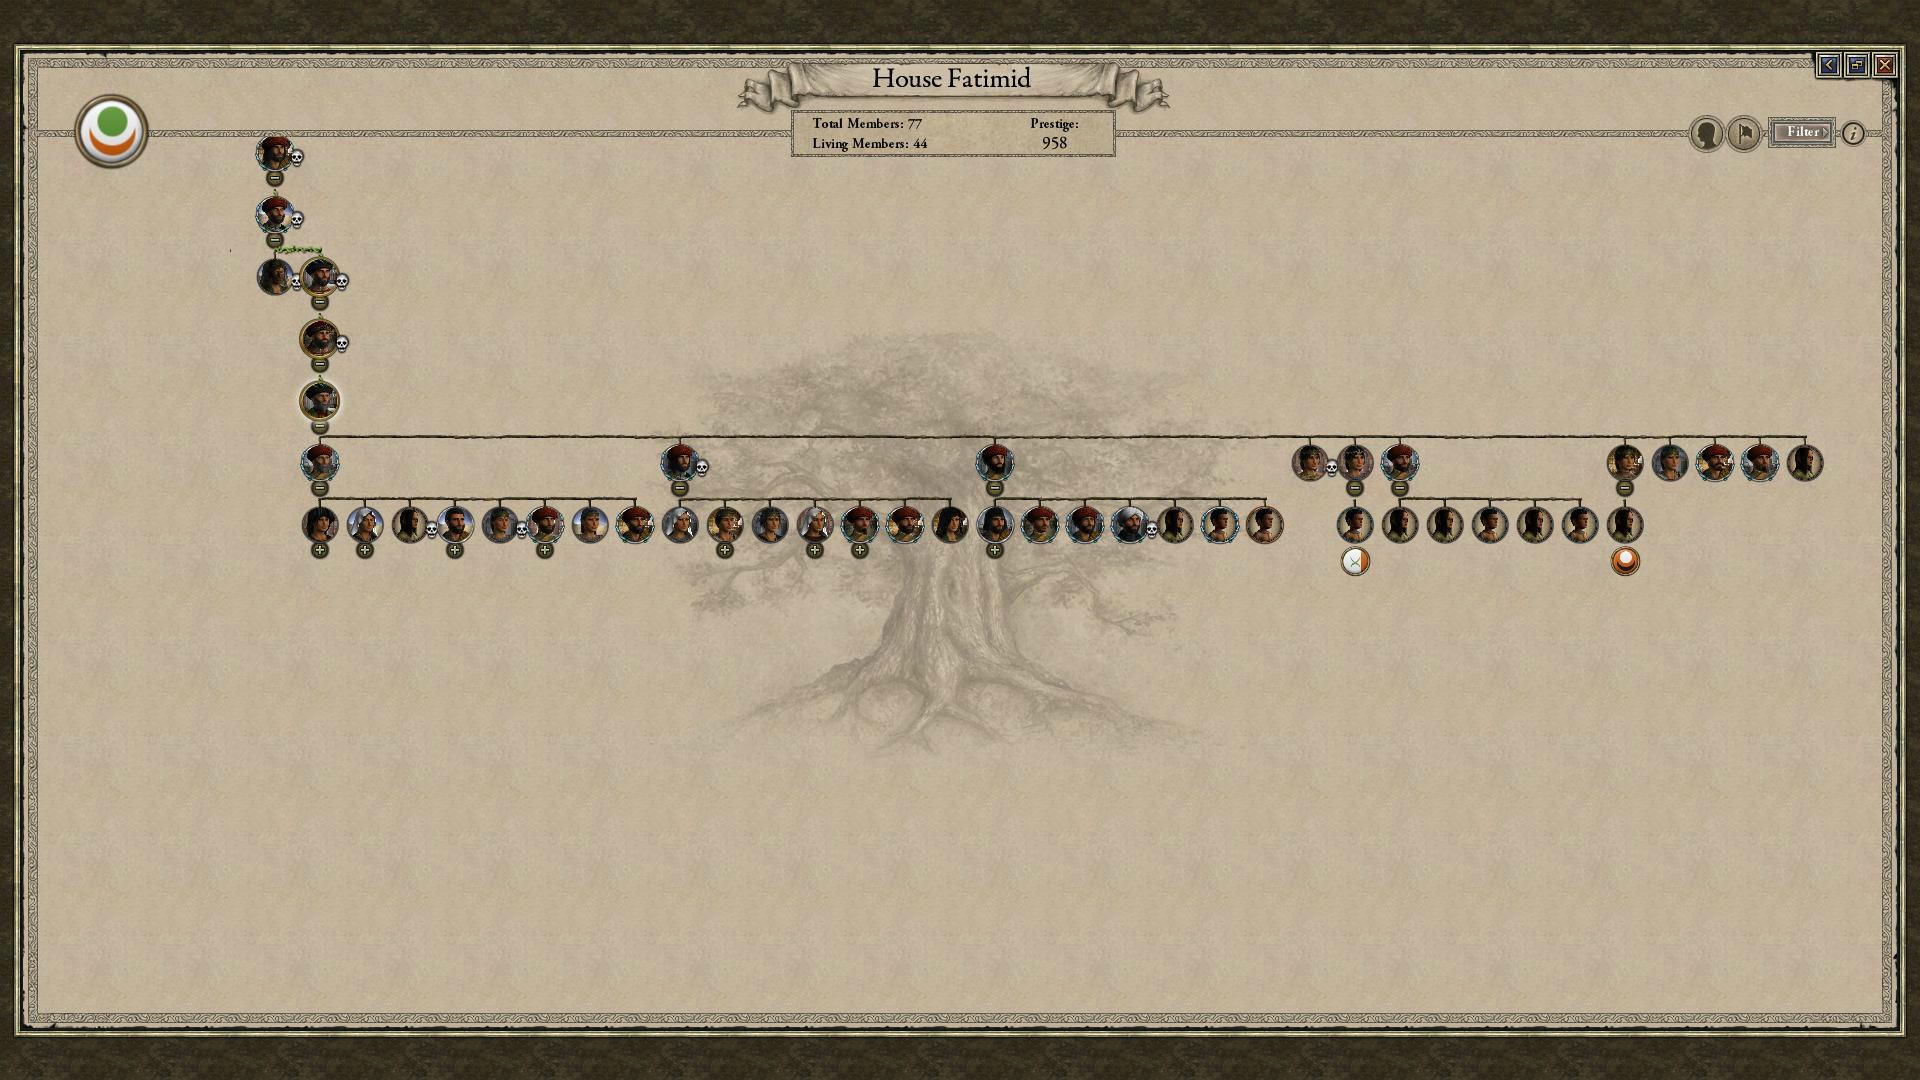 House Fatimid
Total Members: 77
Prestige:
Living Members: 44
958
Filter
i